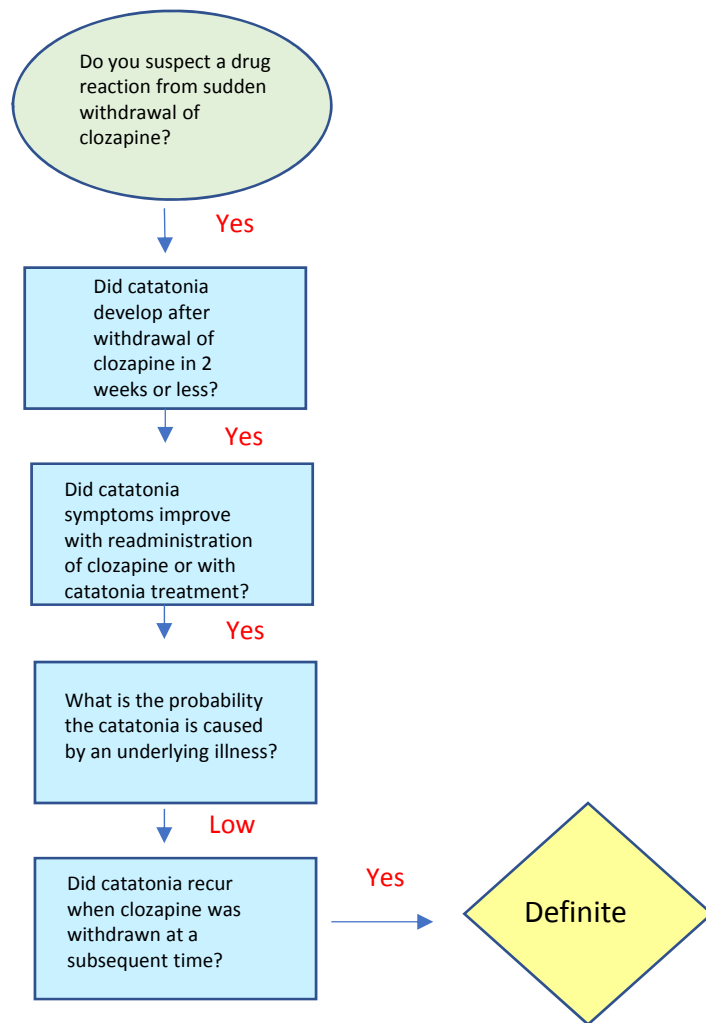 Do you suspect a drug
reaction from sudden
withdrawal of
clozapine?
Yes
Did catatonia
develop after
withdrawal of
clozapine in 2
weeks or less?
Yes
Did catatonia
symptoms improve
with readministration
of clozapine or with
catatonia treatment?
Yes
What is the probability
the catatonia is caused
by an underlying illness?
Low
Did catatonia recur
when clozapine was
withdrawn at a
subsequent time?
Yes
Definite